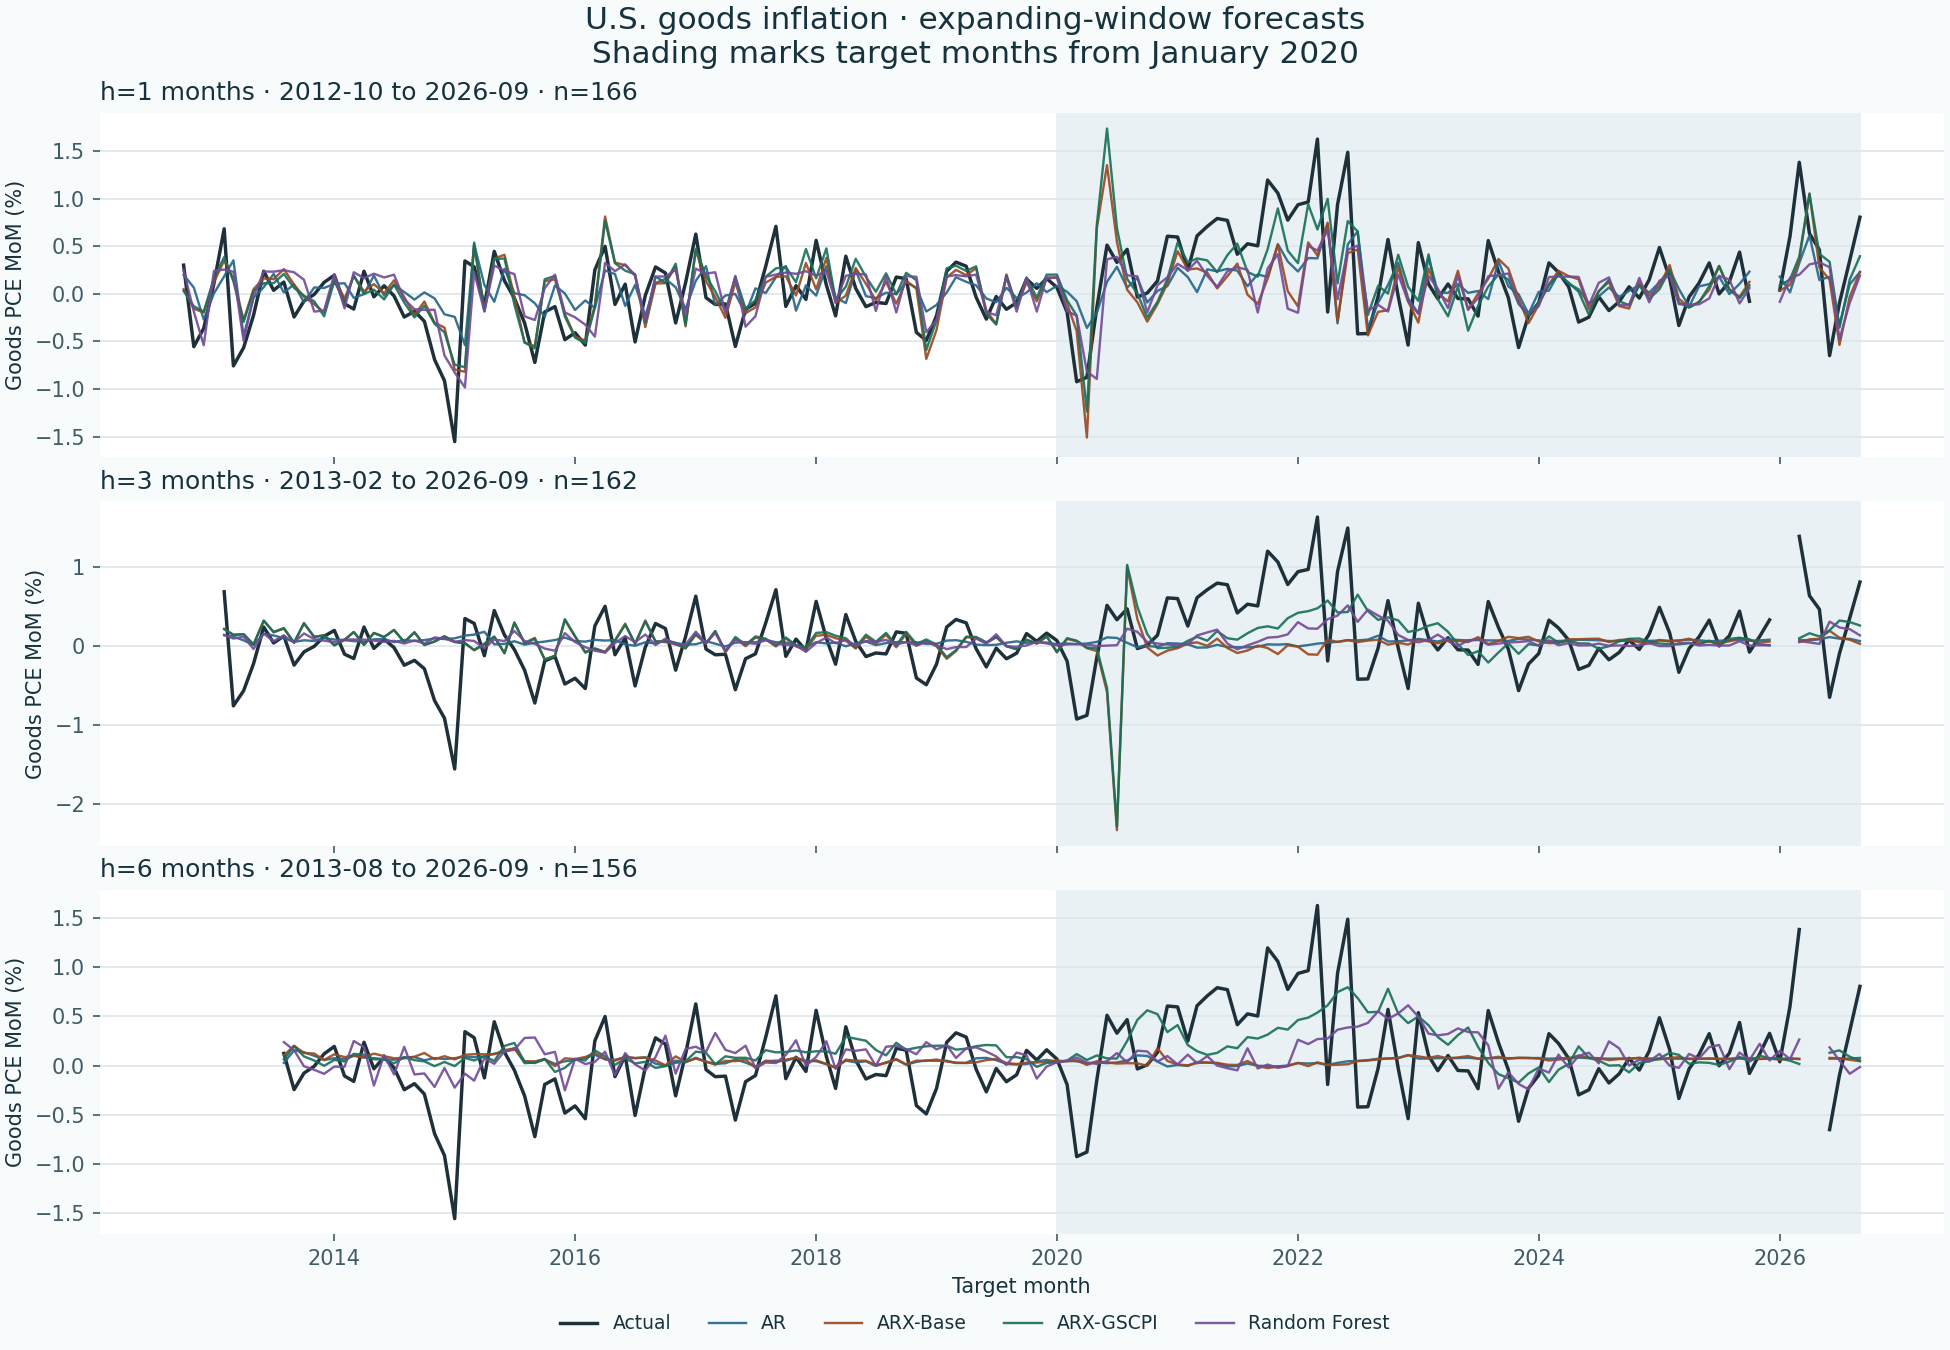 U.S. goods inflation · expanding-window forecasts
Shading marks target months from January 2020
h=1 months · 2012-10 to 2026-09 · n=166
Goods PCE MoM (%)
1.5
1.0
0.5
0.0
−0.5
−1.0
−1.5
h=3 months · 2013-02 to 2026-09 · n=162
Goods PCE MoM (%)
1
0
−1
−2
h=6 months · 2013-08 to 2026-09 · n=156
Goods PCE MoM (%)
1.5
1.0
0.5
0.0
−0.5
−1.0
−1.5
2014 2016 2018 2020 2022 2024 2026
Target month
Actual AR ARX-Base ARX-GSCPI Random Forest